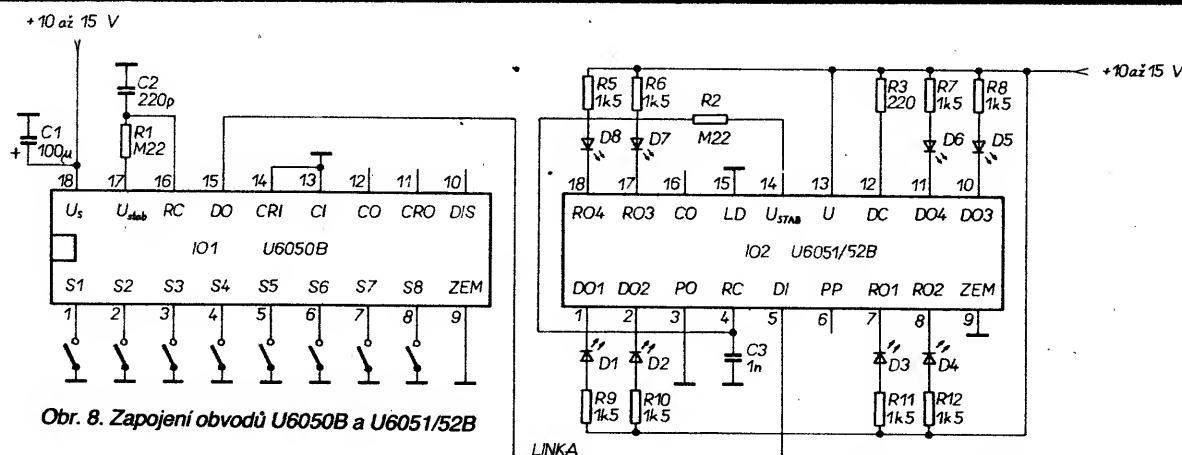 +10 až 15 V
C2
220p
C1
100µ
+
R1
M22
18 17 16 15 14 13 12 11 10
Us Ustab RC DO CRI CI CO CRO DIS
IO1 U6050B
S1 S2 S3 S4 S5 S6 S7 S8 ZEM
1 2 3 4 5 6 7 8 9
Obr. 8. Zapojení obvodů U6050B a U6051/52B
+10 až 15 V
R5
1k5
R6
1k5
R2
M22
R3
220
R7
1k5
R8
1k5
D8
D7
D6
D5
18 17 16 15 14 13 12 11 10
RO4 RO3 CO LD USTAB U DC DO4 DO3
IO2 U6051/52B
DO1 DO2 PO RC DI PP RO1 RO2 ZEM
1 2 3 4 5 6 7 8 9
D1
D2
C3
1n
D3
D4
R9
1k5
R10
1k5
R11
1k5
R12
1k5
LINKA